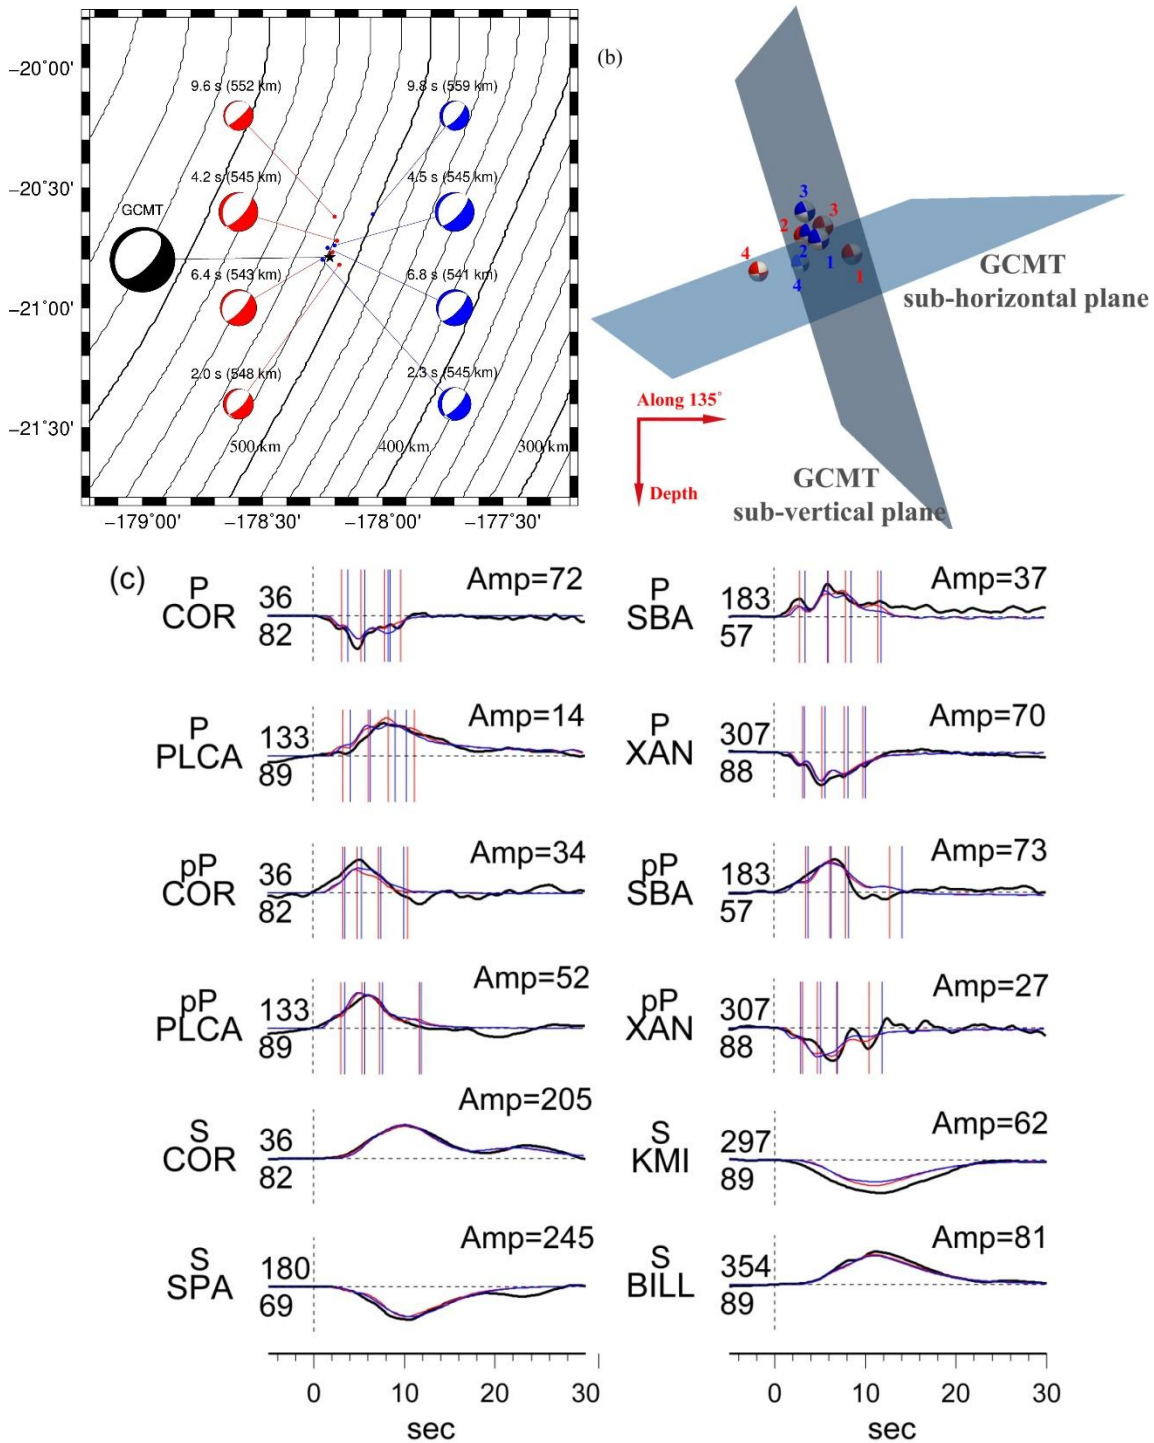 −20˚00'
−20˚30'
−21˚00'
−21˚30'
−179˚00'
−178˚30'
−178˚00'
−177˚30'
9.6 s (552 km)
9.8 s (559 km)
4.2 s (545 km)
4.5 s (545 km)
GCMT
6.4 s (543 km)
6.8 s (541 km)
2.0 s (548 km)
2.3 s (545 km)
500 km
400 km
300 km
(b)
3
3
2
4
2
1
1
4
GCMT
sub-horizontal plane
Along 135˚
Depth
GCMT
sub-vertical plane
(c)
P
COR
36
82
Amp=72
P
SBA
183
57
Amp=37
P
PLCA
133
89
Amp=14
P
XAN
307
88
Amp=70
pP
COR
36
82
Amp=34
pP
SBA
183
57
Amp=73
pP
PLCA
133
89
Amp=52
pP
XAN
307
88
Amp=27
S
COR
36
82
Amp=205
S
KMI
297
89
Amp=62
S
SPA
180
69
Amp=245
S
BILL
354
89
Amp=81
0 10 20 30
sec
0 10 20 30
sec